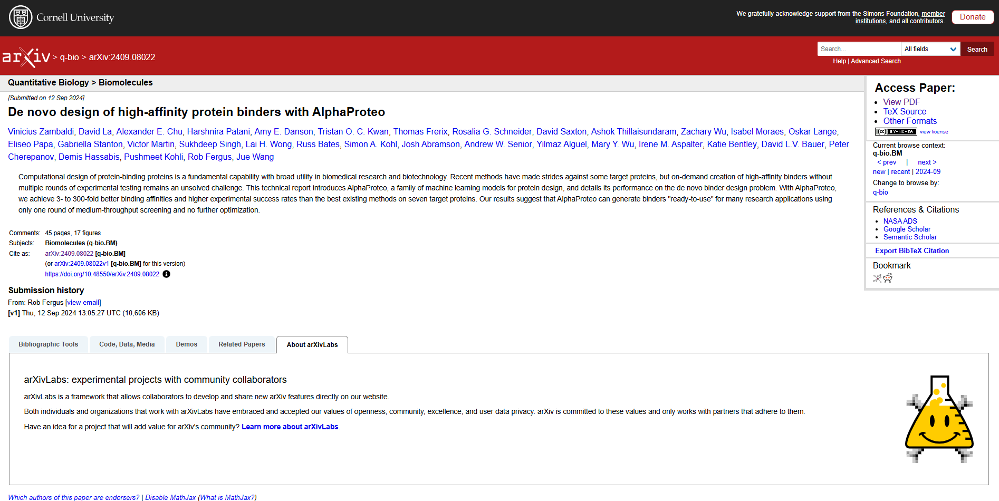 Cornell University
We gratefully acknowledge support from the Simons Foundation, member
institutions, and all contributors.
Donate
arXiv > q-bio > arXiv:2409.08022
Search...
All fields
Search
Help | Advanced Search
Quantitative Biology > Biomolecules
[Submitted on 12 Sep 2024]
De novo design of high-affinity protein binders with AlphaProteo
Vinicius Zambaldi, David La, Alexander E. Chu, Harshnira Patani, Amy E. Danson, Tristan O. C. Kwan, Thomas Frerix, Rosalia G. Schneider, David Saxton, Ashok Thillaisundaram, Zachary Wu, Isabel Moraes, Oskar Lange,
Eliseo Papa, Gabriella Stanton, Victor Martin, Sukhdeep Singh, Lai H. Wong, Russ Bates, Simon A. Kohl, Josh Abramson, Andrew W. Senior, Yilmaz Alguel, Mary Y. Wu, Irene M. Aspalter, Katie Bentley, David L.V. Bauer, Peter
Cherepanov, Demis Hassabis, Pushmeet Kohli, Rob Fergus, Jue Wang
Computational design of protein-binding proteins is a fundamental capability with broad utility in biomedical research and biotechnology. Recent methods have made strides against some target proteins, but on-demand creation of high-affinity binders without
multiple rounds of experimental testing remains an unsolved challenge. This technical report introduces AlphaProteo, a family of machine learning models for protein design, and details its performance on the de novo binder design problem. With AlphaProteo,
we achieve 3- to 300-fold better binding affinities and higher experimental success rates than the best existing methods on seven target proteins. Our results suggest that AlphaProteo can generate binders "ready-to-use" for many research applications using
only one round of medium-throughput screening and no further optimization.
Comments: 45 pages, 17 figures
Subjects: Biomolecules (q-bio.BM)
Cite as: arXiv:2409.08022 [q-bio.BM]
(or arXiv:2409.08022v1 [q-bio.BM] for this version)
https://doi.org/10.48550/arXiv.2409.08022
Submission history
From: Rob Fergus [view email]
[v1] Thu, 12 Sep 2024 13:05:27 UTC (10,606 KB)
Access Paper:
View PDF
TeX Source
Other Formats
(cc) BY-NC-SA view license
Current browse context:
q-bio.BM
< prev | next >
new | recent | 2024-09
Change to browse by:
q-bio
References & Citations
NASA ADS
Google Scholar
Semantic Scholar
Export BibTeX Citation
Bookmark
Bibliographic Tools
Code, Data, Media
Demos
Related Papers
About arXivLabs
arXivLabs: experimental projects with community collaborators
arXivLabs is a framework that allows collaborators to develop and share new arXiv features directly on our website.
Both individuals and organizations that work with arXivLabs have embraced and accepted our values of openness, community, excellence, and user data privacy. arXiv is committed to these values and only works with partners that adhere to them.
Have an idea for a project that will add value for arXiv's community? Learn more about arXivLabs.
Which authors of this paper are endorsers? | Disable MathJax (What is MathJax?)